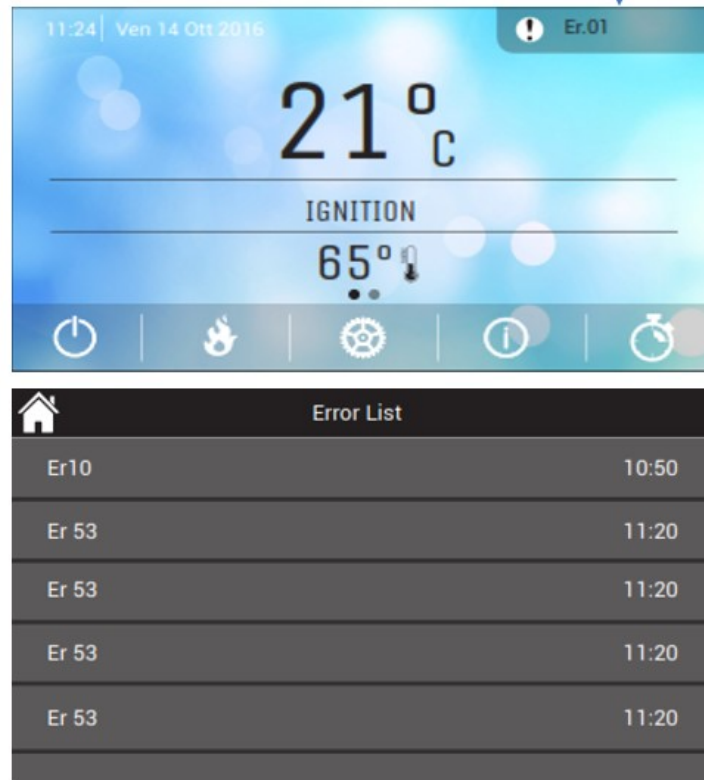 11:24 Ven 14 Ott 2016
Er.01
21°C
IGNITION
65°
Error List
Er10 10:50
Er 53 11:20
Er 53 11:20
Er 53 11:20
Er 53 11:20